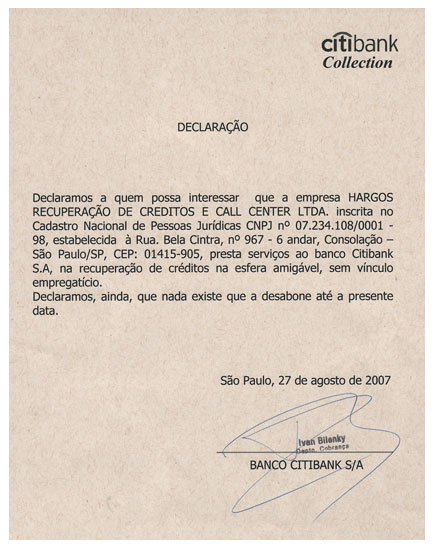 citibank
Collection
DECLARAÇÃO
Declaramos a quem possa interessar que a empresa HARGOS
RECUPERAÇÃO DE CREDITOS E CALL CENTER LTDA. inscrita no
Cadastro Nacional de Pessoas Jurídicas CNPJ nº 07.234.108/0001 -
98, estabelecida à Rua. Bela Cintra, nº 967 - 6 andar, Consolação –
São Paulo/SP, CEP: 01415-905, presta serviços ao banco Citibank
S.A, na recuperação de créditos na esfera amigável, sem vínculo
empregatício.
Declaramos, ainda, que nada existe que a desabone até a presente
data.
São Paulo, 27 de agosto de 2007
Ivan Bilenky
Depto. Cobrança
BANCO CITIBANK S/A